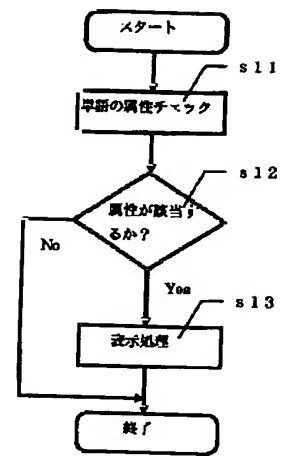 スタート
s11
単語の属性チェック
s12
属性が該当す
るか？
No
Yes
s13
表示処理
終了